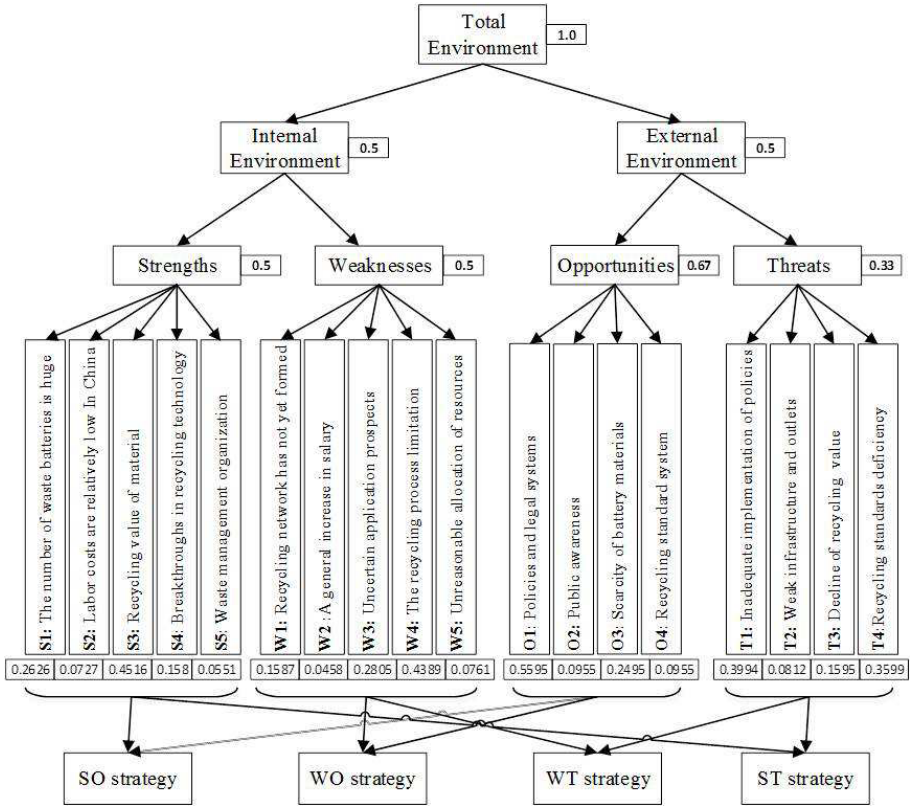 Total
Environment
1.0
Internal
Environment
0.5
External
Environment
0.5
Strengths
0.5
Weaknesses
0.5
Opportunities
0.67
Threats
0.33
S1: The number of waste batteries is huge
S2: Labor costs are relatively low In China
S3: Recycling value of material
S4: Breakthroughs in recycling technology
S5: Waste management organization
W1: Recycling network has not yet formed
W2 :A general increase in salary
W3: Uncertain application prospects
W4: The recycling process limitation
W5: Unreasonable allocation of resources
O1: Policies and legal systems
O2: Public awareness
O3: Scarcity of battery materials
O4: Recycling standard system
T1: Inadequate implementation of policies
T2: Weak infrastructure and outlets
T3: Decline of recycling value
T4:Recycling standards deficiency
0.2626 0.0727 0.4516 0.158 0.0551
0.1587 0.0458 0.2805 0.4389 0.0761
0.5595 0.0955 0.2495 0.0955
0.3994 0.0812 0.1595 0.3599
SO strategy
WO strategy
WT strategy
ST strategy